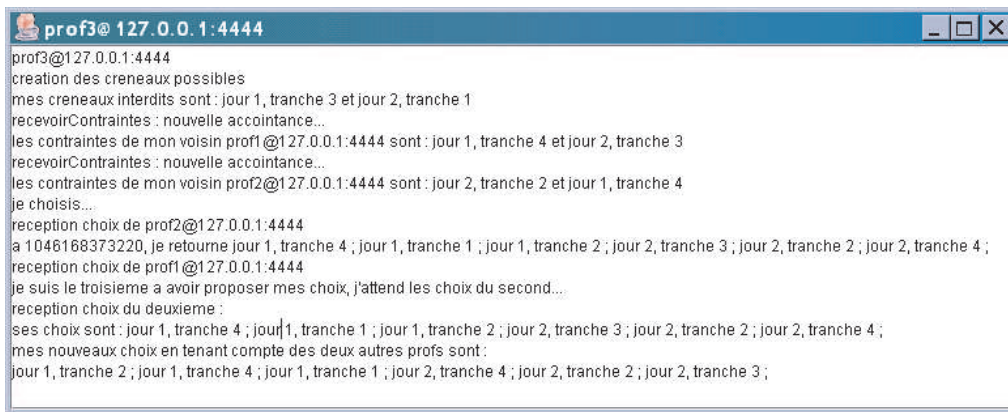 prof3@ 127.0.0.1:4444
prof3@127.0.0.1:4444
creation des creneaux possibles
mes creneaux interdits sont : jour 1, tranche 3 et jour 2, tranche 1
recevoirContraintes : nouvelle accointance...
les contraintes de mon voisin prof1@127.0.0.1:4444 sont : jour 1, tranche 4 et jour 2, tranche 3
recevoirContraintes : nouvelle accointance...
les contraintes de mon voisin prof2@127.0.0.1:4444 sont : jour 2, tranche 2 et jour 1, tranche 4
je choisis...
reception choix de prof2@127.0.0.1:4444
a 1046168373220, je retourne jour 1, tranche 4 ; jour 1, tranche 1 ; jour 1, tranche 2 ; jour 2, tranche 3 ; jour 2, tranche 2 ; jour 2, tranche 4 ;
reception choix de prof1@127.0.0.1:4444
je suis le troisieme a avoir proposer mes choix, j'attend les choix du second...
reception choix du deuxieme :
ses choix sont : jour 1, tranche 4 ; jour 1, tranche 1 ; jour 1, tranche 2 ; jour 2, tranche 3 ; jour 2, tranche 2 ; jour 2, tranche 4 ;
mes nouveaux choix en tenant compte des deux autres profs sont :
jour 1, tranche 2 ; jour 1, tranche 4 ; jour 1, tranche 1 ; jour 2, tranche 4 ; jour 2, tranche 2 ; jour 2, tranche 3 ;